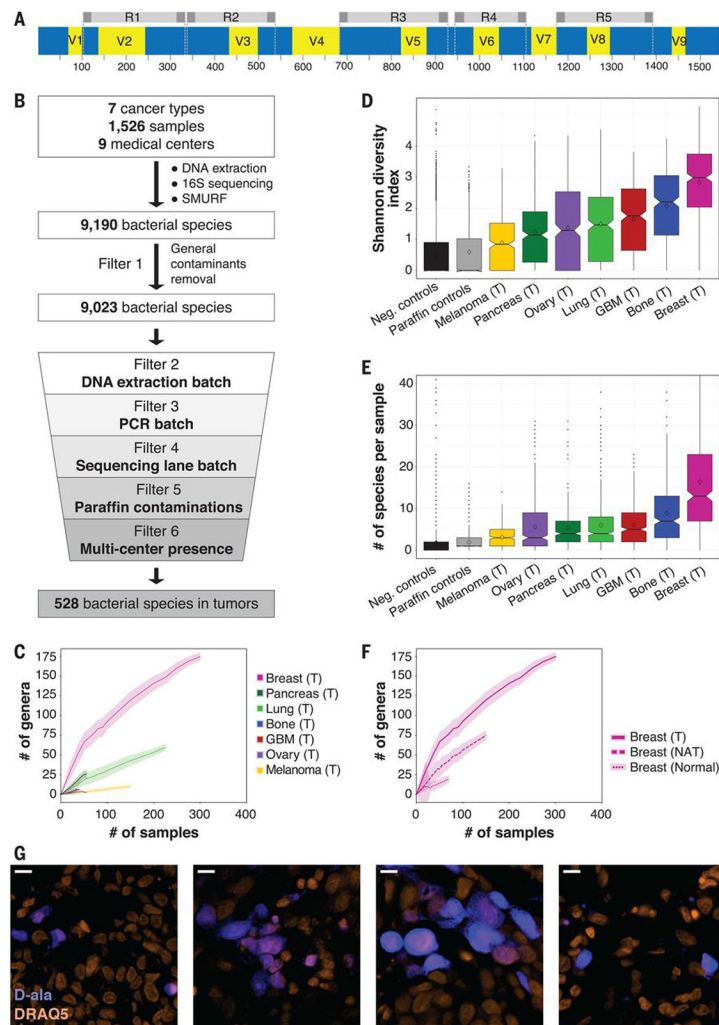 A
R1 R2 R3 R4 R5
V1 V2 V3 V4 V5 V6 V7 V8 V9
100 200 300 400 500 600 700 800 900 1000 1100 1200 1300 1400 1500
B
7 cancer types
1,526 samples
9 medical centers
● DNA extraction
● 16S sequencing
● SMURF
9,190 bacterial species
Filter 1
General
contaminants
removal
9,023 bacterial species
Filter 2
DNA extraction batch
Filter 3
PCR batch
Filter 4
Sequencing lane batch
Filter 5
Paraffin contaminations
Filter 6
Multi-center presence
528 bacterial species in tumors
D
Shannon diversity
index
4
3
2
1
0
Neg. controls
Paraffin controls
Melanoma (T)
Pancreas (T)
Ovary (T)
Lung (T)
GBM (T)
Bone (T)
Breast (T)
E
# of species per sample
40
30
20
10
0
Neg. controls
Paraffin controls
Melanoma (T)
Ovary (T)
Pancreas (T)
Lung (T)
GBM (T)
Bone (T)
Breast (T)
C
# of genera
175
150
125
100
75
50
25
0
0 100 200 300 400
# of samples
Breast (T)
Pancreas (T)
Lung (T)
Bone (T)
GBM (T)
Ovary (T)
Melanoma (T)
F
# of genera
175
150
125
100
75
50
25
0
0 100 200 300 400
# of samples
Breast (T)
Breast (NAT)
Breast (Normal)
G
D-ala
DRAQ5